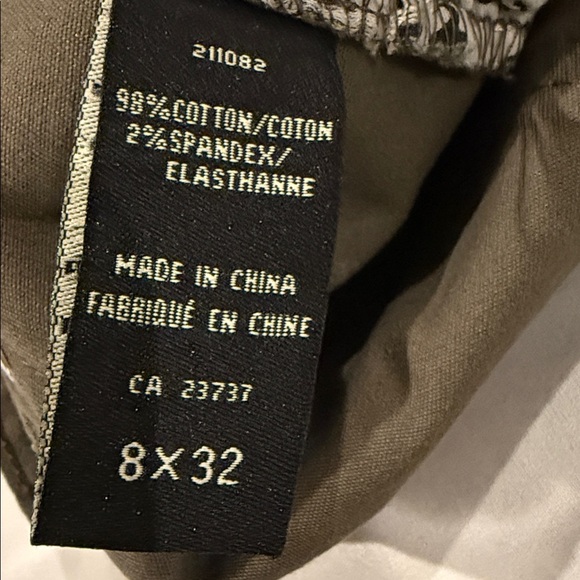 211082
98%COTTON/COTON
2%SPANDEX/
ELASTHANNE
MADE IN CHINA
FABRIQUÉ EN CHINE
CA 23737
8X32